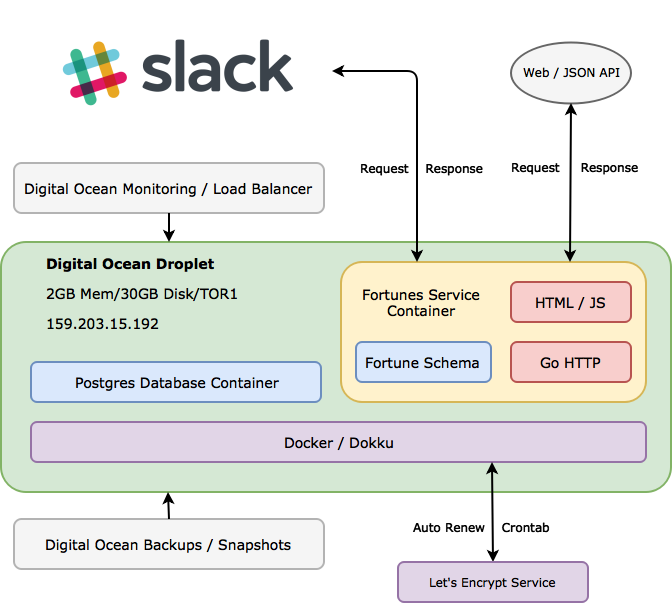 slack
Web / JSON API
Request Response
Request Response
Digital Ocean Monitoring / Load Balancer
Digital Ocean Droplet
2GB Mem/30GB Disk/TOR1
159.203.15.192
Fortunes Service
Container
HTML / JS
Fortune Schema
Go HTTP
Postgres Database Container
Docker / Dokku
Auto Renew Crontab
Digital Ocean Backups / Snapshots
Let's Encrypt Service